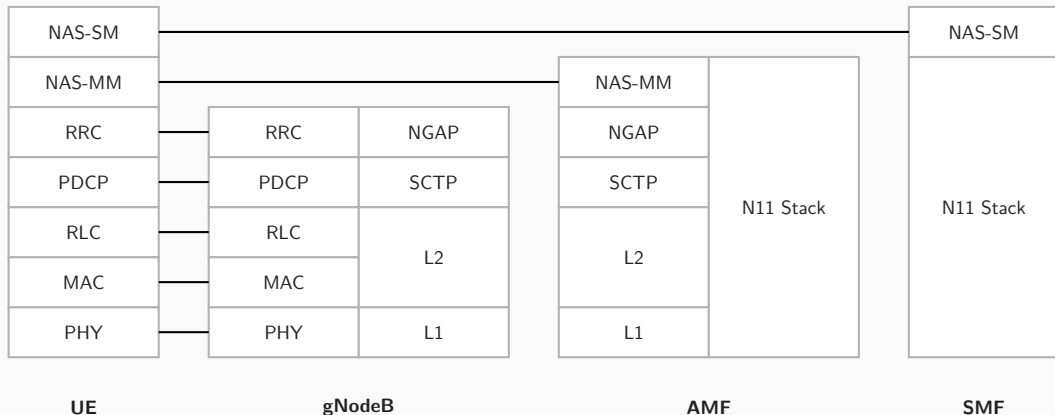 NAS-SM NAS-SM
NAS-MM NAS-MM
RRC RRC NGAP NGAP
PDCP PDCP SCTP SCTP
N11 Stack N11 Stack
RLC RLC
L2 L2
MAC MAC
PHY PHY L1 L1
UE gNodeB AMF SMF